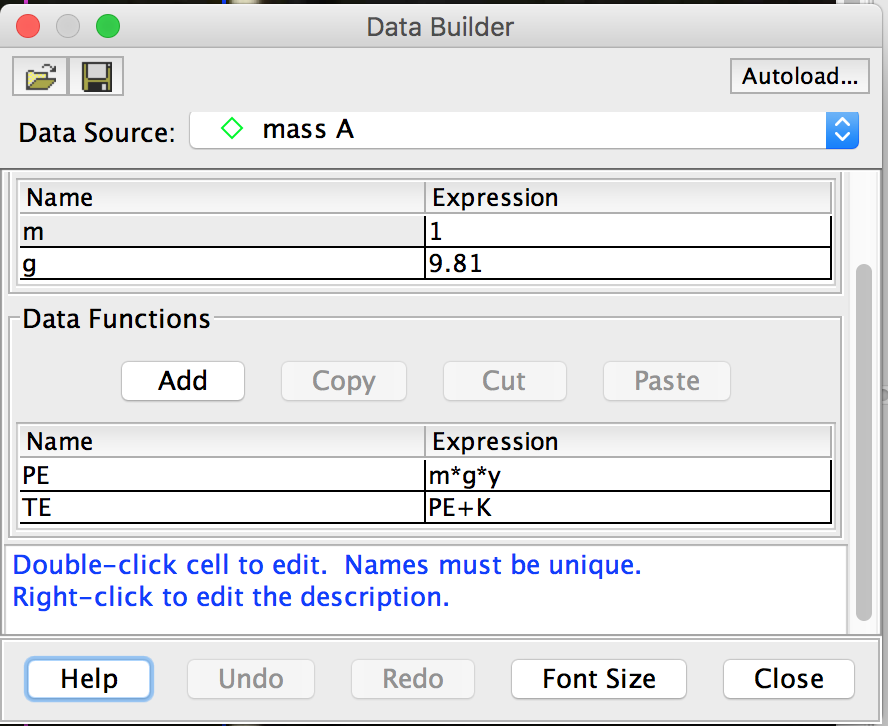 Data Builder
Autoload...
Data Source: mass A
Name Expression
m 1
g 9.81
Data Functions
Add Copy Cut Paste
Name Expression
PE m*g*y
TE PE+K
Double-click cell to edit.  Names must be unique.
Right-click to edit the description.
Help Undo Redo Font Size Close